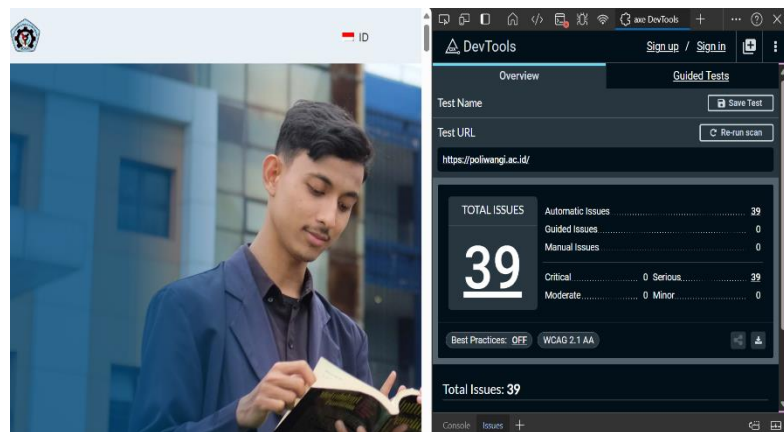 ID
axe DevTools
DevTools
Sign up / Sign in
Overview
Guided Tests
Test Name
Save Test
Test URL
Re-run scan
https://poliwangi.ac.id/
TOTAL ISSUES
39
Automatic Issues 39
Guided Issues 0
Manual Issues 0
Critical 0 Serious 39
Moderate 0 Minor 0
Best Practices: OFF
WCAG 2.1 AA
Total Issues: 39
Console Issues